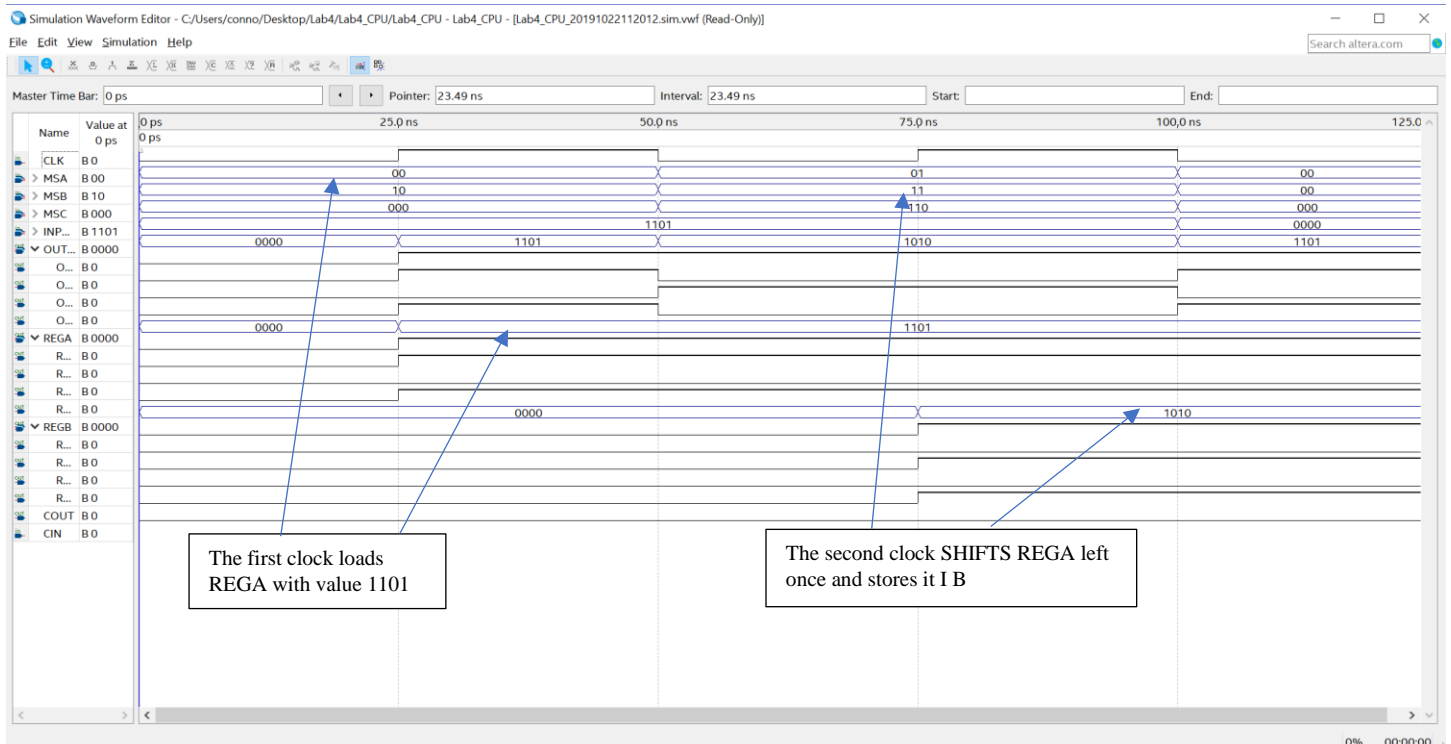 Simulation Waveform Editor - C:/Users/conno/Desktop/Lab4/Lab4_CPU/Lab4_CPU - Lab4_CPU - [Lab4_CPU_20191022112012.sim.vwf (Read-Only)]
File Edit View Simulation Help
Search altera.com
Master Time Bar: 0 ps Pointer: 23.49 ns Interval: 23.49 ns Start: End:
Name Value at 0 ps
0 ps 25.0 ns 50.0 ns 75.0 ns 100.0 ns 125.0
0 ps
CLK B 0
MSA B 00 00 01 00
MSB B 10 10 11 00
MSC B 000 000 110 000
INP... B 1101 1101 0000
OUT... B 0000 0000 1101 1010 1101
O... B 0
O... B 0
O... B 0
O... B 0
REGA B 0000 0000 1101
R... B 0
R... B 0
R... B 0
R... B 0
REGB B 0000 0000 1010
R... B 0
R... B 0
R... B 0
R... B 0
COUT B 0
CIN B 0
The first clock loads
REGA with value 1101
The second clock SHIFTS REGA left
once and stores it I B
0% 00:00:00